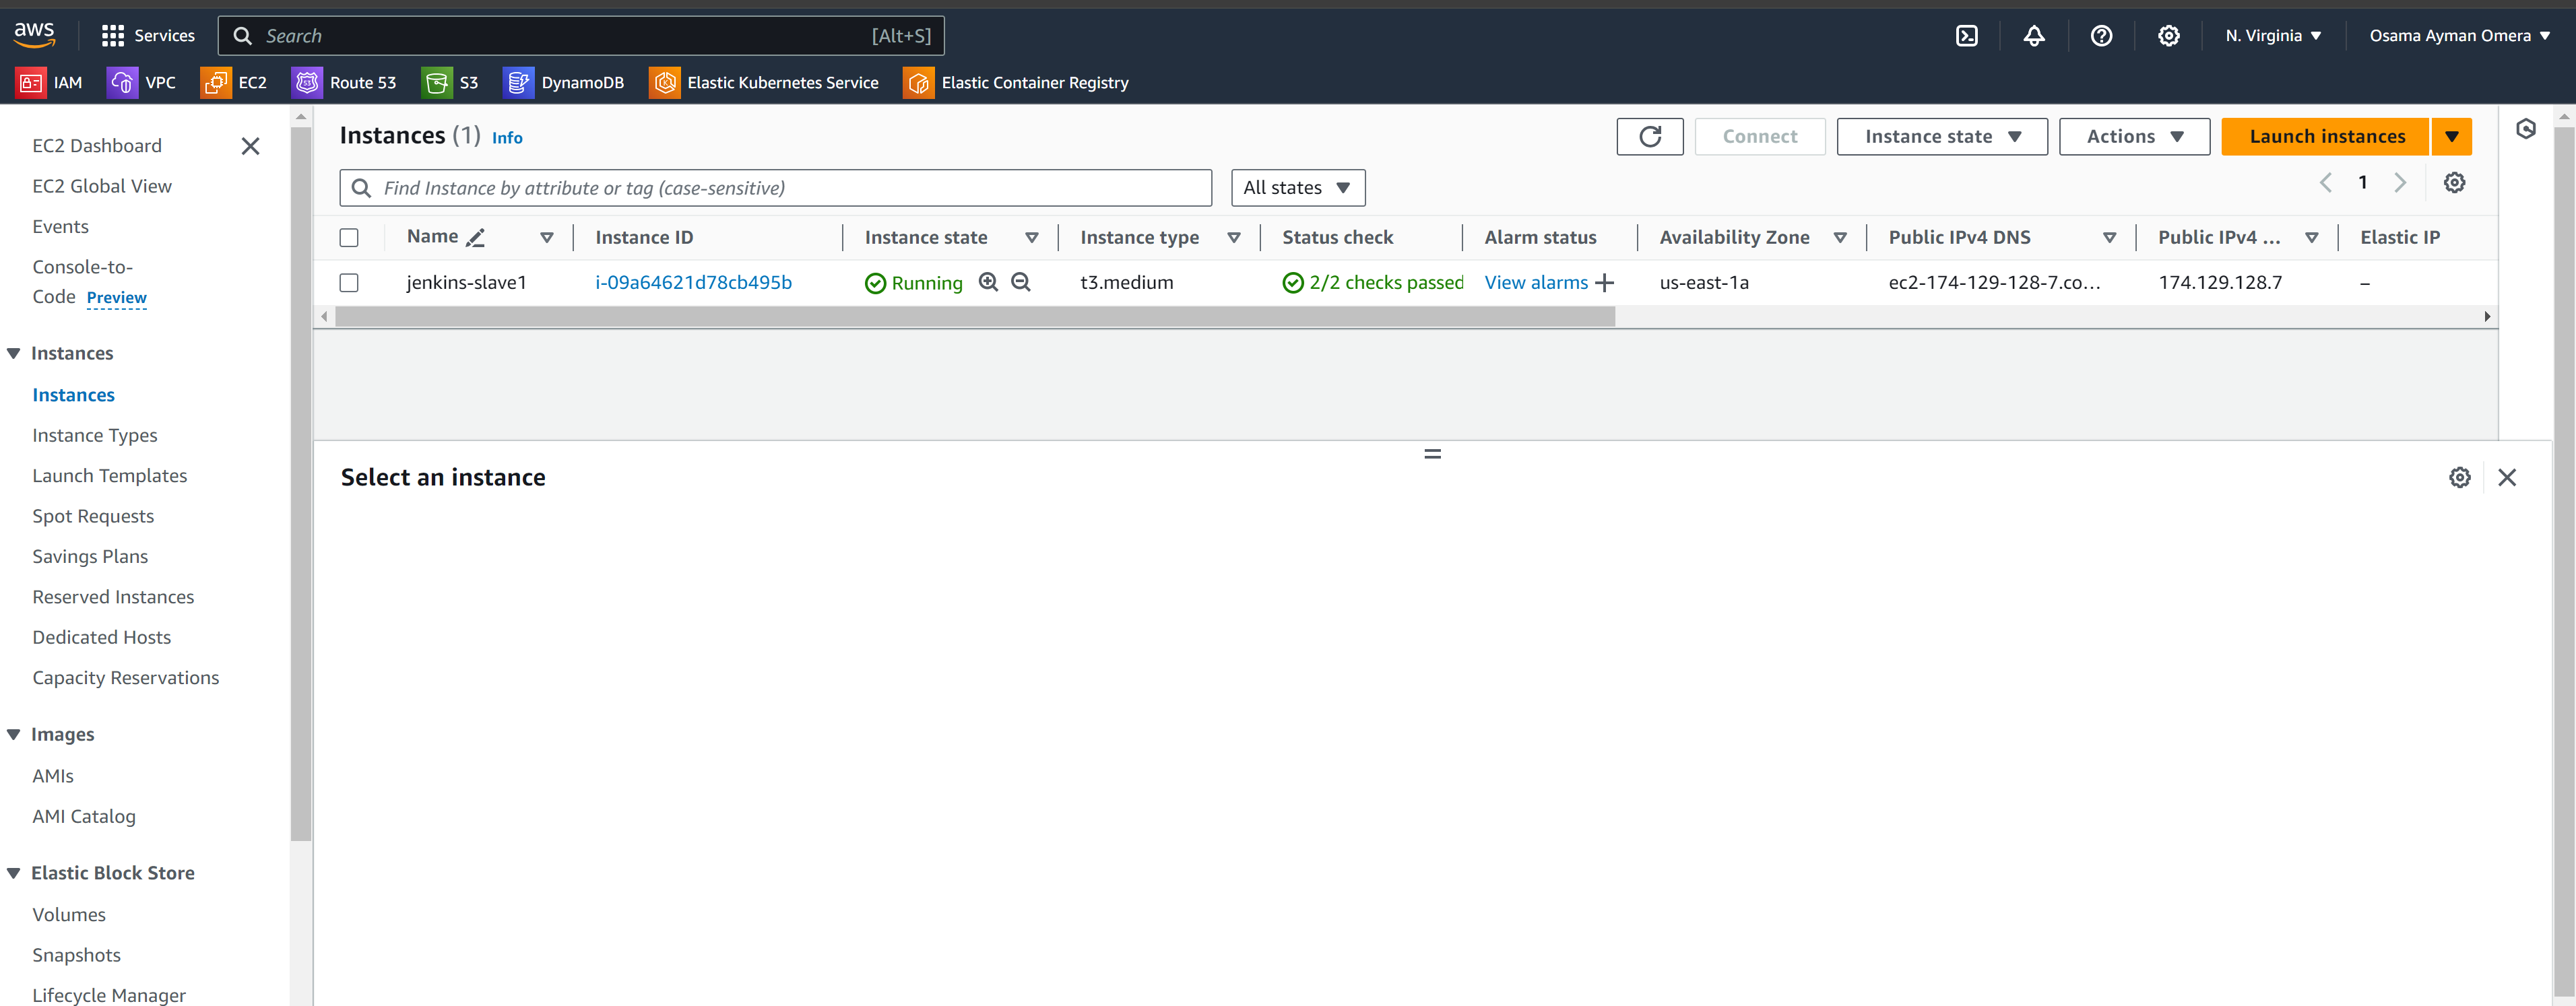 aws Services Search [Alt+S] N. Virginia Osama Ayman Omera
IAM VPC EC2 Route 53 S3 DynamoDB Elastic Kubernetes Service Elastic Container Registry
EC2 Dashboard
EC2 Global View
Events
Console-to-
Code Preview
Instances
Instances
Instance Types
Launch Templates
Spot Requests
Savings Plans
Reserved Instances
Dedicated Hosts
Capacity Reservations
Images
AMIs
AMI Catalog
Elastic Block Store
Volumes
Snapshots
Lifecycle Manager
Instances (1) Info Connect Instance state Actions Launch instances
Find Instance by attribute or tag (case-sensitive) All states 1
Name Instance ID Instance state Instance type Status check Alarm status Availability Zone Public IPv4 DNS Public IPv4 ... Elastic IP
jenkins-slave1 i-09a64621d78cb495b Running t3.medium 2/2 checks passed View alarms us-east-1a ec2-174-129-128-7.co... 174.129.128.7 –
Select an instance